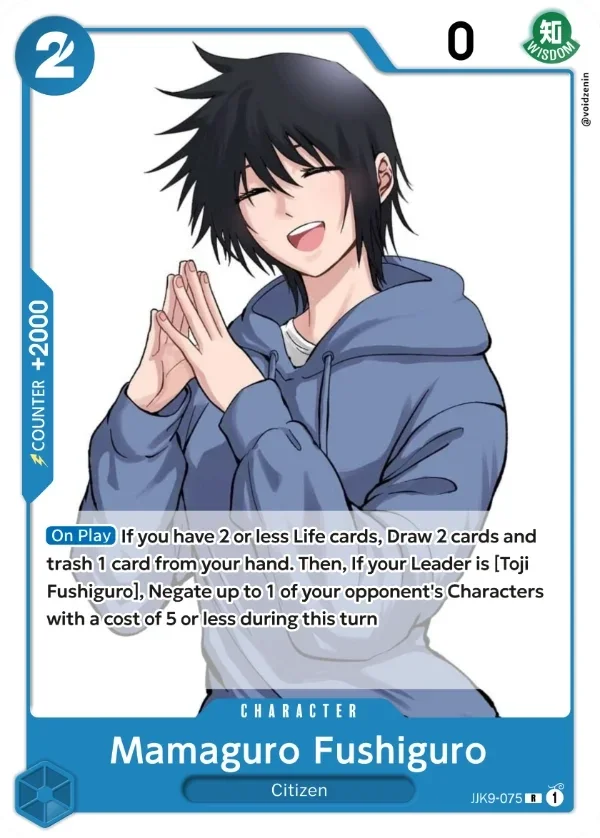 2
0
知
WISDOM
@voidzenin
COUNTER +2000
On Play If you have 2 or less Life cards, Draw 2 cards and
trash 1 card from your hand. Then, If your Leader is [Toji
Fushiguro], Negate up to 1 of your opponent's Characters
with a cost of 5 or less during this turn
CHARACTER
Mamaguro Fushiguro
Citizen
JJK9-075 R 1